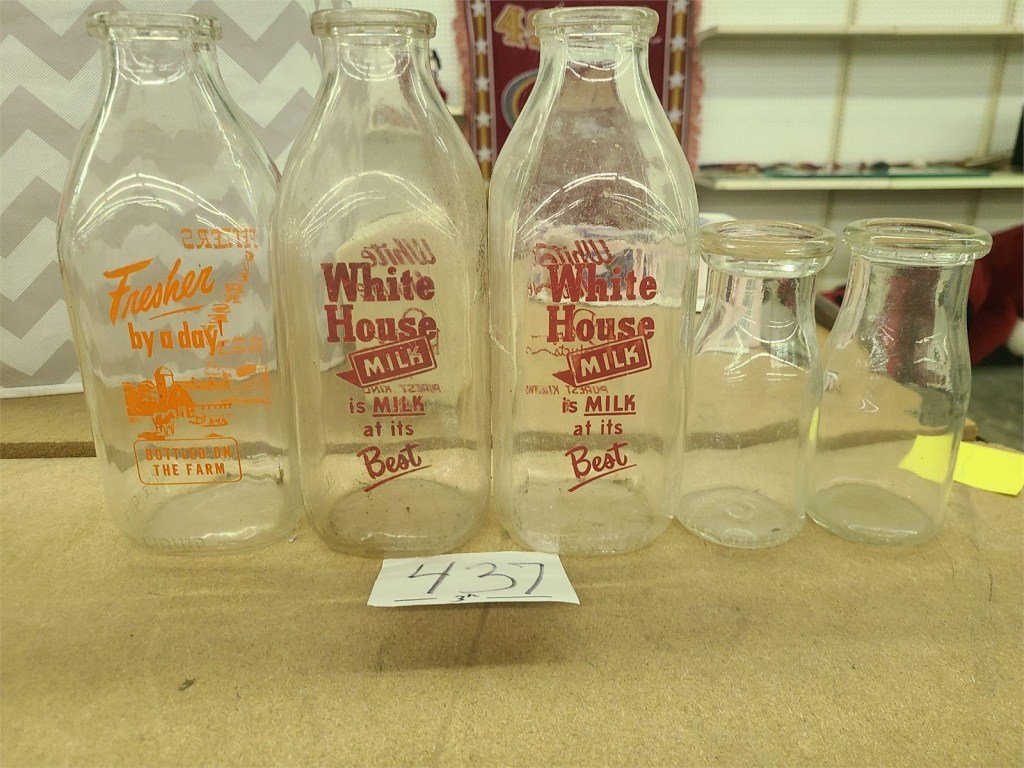 Fresher
by a day!
BOTTLED ON
THE FARM
White
House
MILK
is MILK
at its
Best
White
House
MILK
is MILK
at its
Best
437